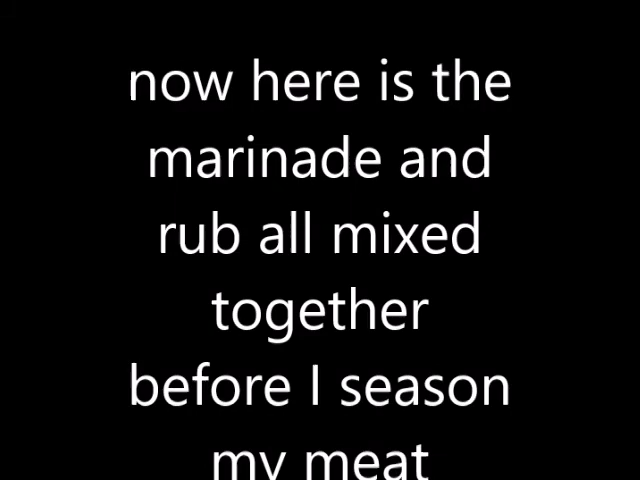 now here is the
marinade and
rub all mixed
together
before I season
my meat